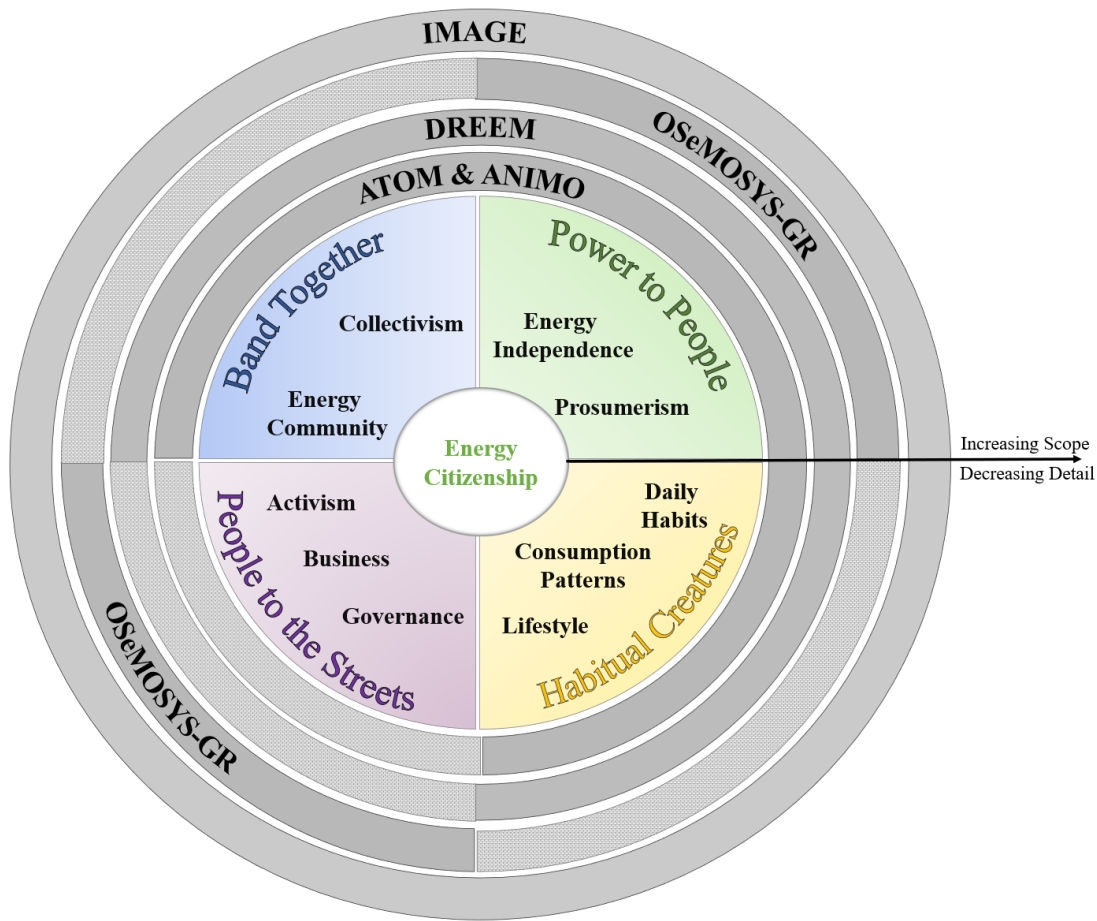 IMAGE
OSeMOSYS-GR
DREEM
ATOM & ANIMO
Band Together
Collectivism
Energy
Community
Power to People
Energy
Independence
Prosumerism
Energy
Citizenship
Increasing Scope
Decreasing Detail
People to the Streets
Activism
Business
Governance
Habitual Creatures
Daily
Habits
Consumption
Patterns
Lifestyle
OSeMOSYS-GR